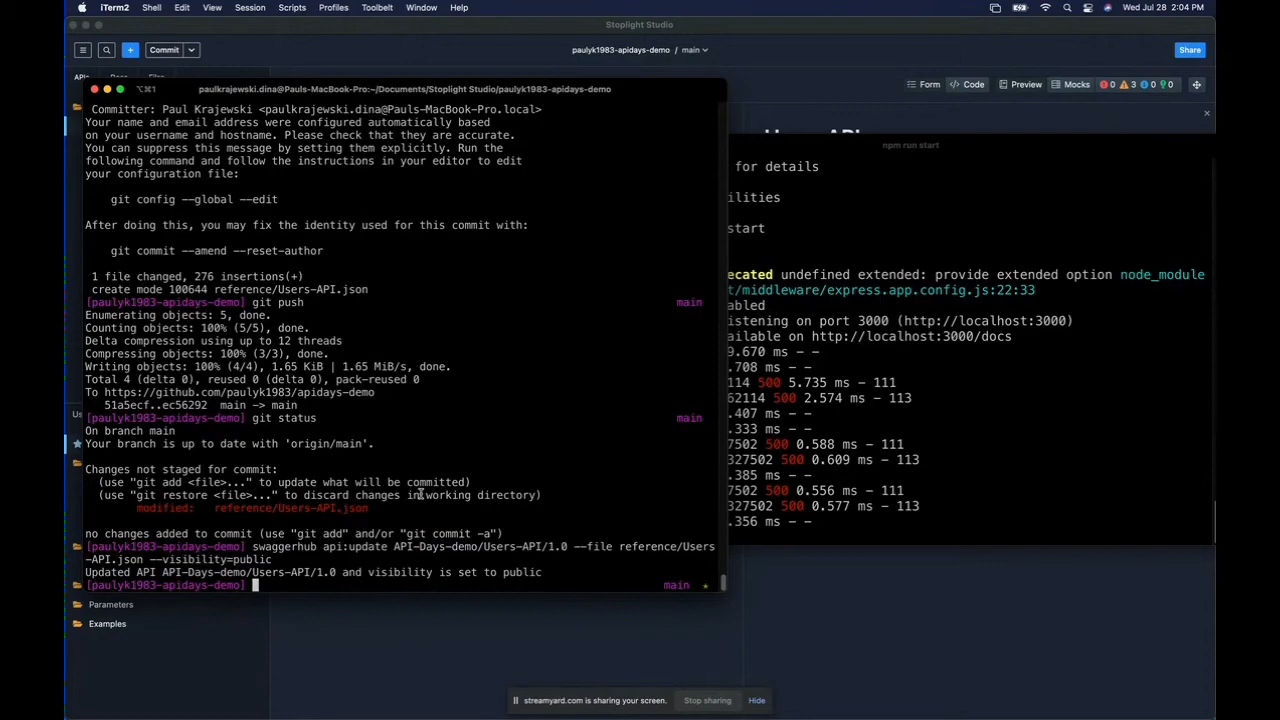 iTerm2 Shell Edit View Session Scripts Profiles Toolbelt Window Help Wed Jul 28 2:04 PM
Stoplight Studio
Commit paulyk1983-apidays-demo / main Share
APIs Docs Files Form Code Preview Mocks 0 3 0 0
paulkrajewski.dina@Pauls-MacBook-Pro:~/Documents/Stoplight Studio/paulyk1983-apidays-demo
Committer: Paul Krajewski <paulkrajewski.dina@Pauls-MacBook-Pro.local>
Your name and email address were configured automatically based
on your username and hostname. Please check that they are accurate.
You can suppress this message by setting them explicitly. Run the
following command and follow the instructions in your editor to edit
your configuration file:
git config --global --edit
After doing this, you may fix the identity used for this commit with:
git commit --amend --reset-author
1 file changed, 276 insertions(+)
create mode 100644 reference/Users-API.json
[paulyk1983-apidays-demo] git push main
Enumerating objects: 5, done.
Counting objects: 100% (5/5), done.
Delta compression using up to 12 threads
Compressing objects: 100% (3/3), done.
Writing objects: 100% (4/4), 1.65 KiB | 1.65 MiB/s, done.
Total 4 (delta 0), reused 0 (delta 0), pack-reused 0
To https://github.com/paulyk1983/apidays-demo
51a5ecf..ec56292 main -> main
[paulyk1983-apidays-demo] git status main
On branch main
Your branch is up to date with 'origin/main'.
Changes not staged for commit:
(use "git add <file>..." to update what will be committed)
(use "git restore <file>..." to discard changes in working directory)
modified: reference/Users-API.json
no changes added to commit (use "git add" and/or "git commit -a")
[paulyk1983-apidays-demo] swaggerhub api:update API-Days-demo/Users-API/1.0 --file reference/Users
-API.json --visibility=public
Updated API API-Days-demo/Users-API/1.0 and visibility is set to public
[paulyk1983-apidays-demo] main
Parameters
Examples
npm run start
for details
ilities
start
ecated undefined extended: provide extended option node_module
t/middleware/express.app.config.js:22:33
abled
istening on port 3000 (http://localhost:3000)
ailable on http://localhost:3000/docs
9.670 ms - -
.708 ms - -
114 500 5.735 ms - 111
62114 500 2.574 ms - 113
.407 ms - -
.333 ms - -
7502 500 0.588 ms - 111
327502 500 0.609 ms - 113
.385 ms - -
7502 500 0.556 ms - 111
327502 500 0.577 ms - 113
.356 ms - -
streamyard.com is sharing your screen. Stop sharing Hide